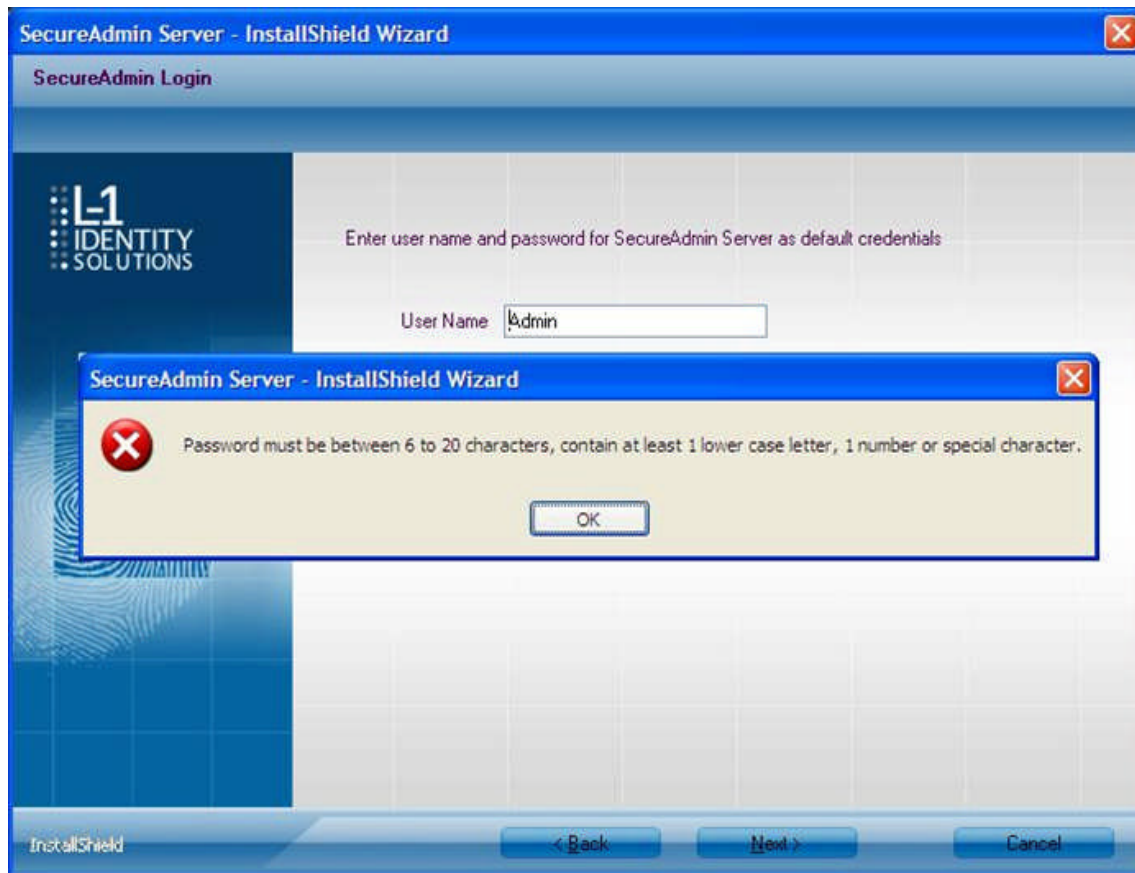 SecureAdmin Server - InstallShield Wizard
SecureAdmin Login
L-1
IDENTITY
SOLUTIONS
Enter user name and password for SecureAdmin Server as default credentials
User Name Admin
SecureAdmin Server - InstallShield Wizard
Password must be between 6 to 20 characters, contain at least 1 lower case letter, 1 number or special character.
OK
InstallShield
< Back Next > Cancel